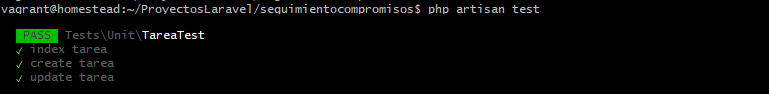 vagrant@homestead:~/ProyectosLaravel/seguimientocompromisos$ php artisan test
PASS Tests\Unit\TareaTest
✓ index tarea
✓ create tarea
✓ update tarea